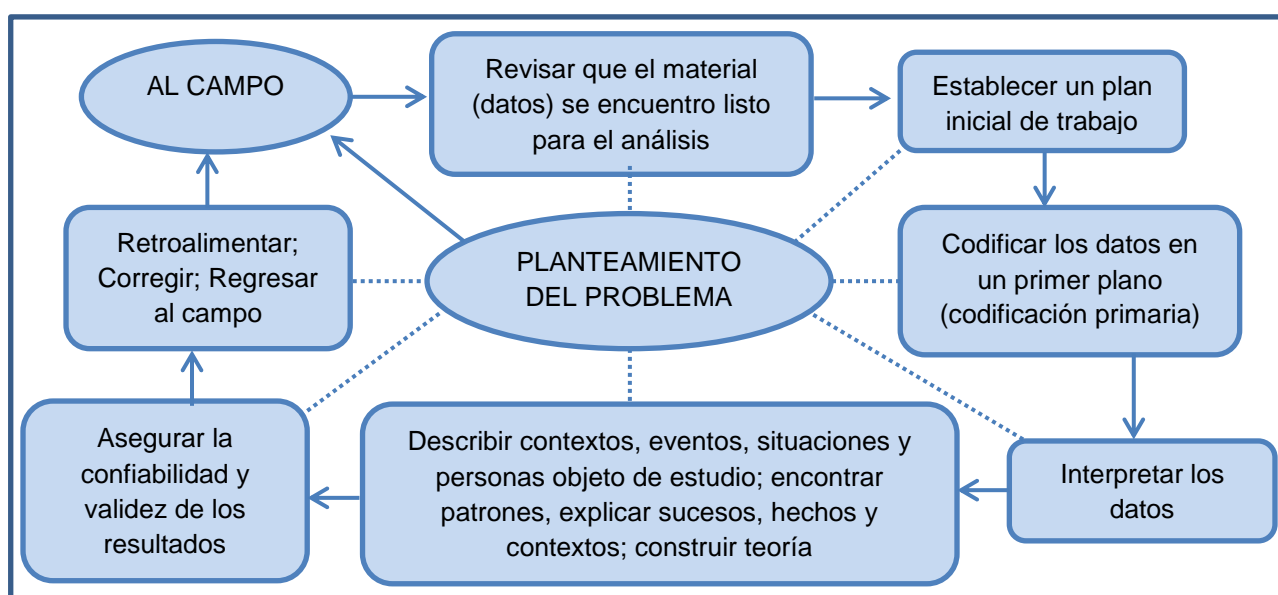 AL CAMPO
Revisar que el material
(datos) se encuentro listo
para el análisis
Establecer un plan
inicial de trabajo
Codificar los datos en
un primer plano
(codificación primaria)
Interpretar los
datos
Describir contextos, eventos, situaciones y
personas objeto de estudio; encontrar
patrones, explicar sucesos, hechos y
contextos; construir teoría
Asegurar la
confiabilidad y
validez de los
resultados
Retroalimentar;
Corregir; Regresar
al campo
PLANTEAMIENTO
DEL PROBLEMA